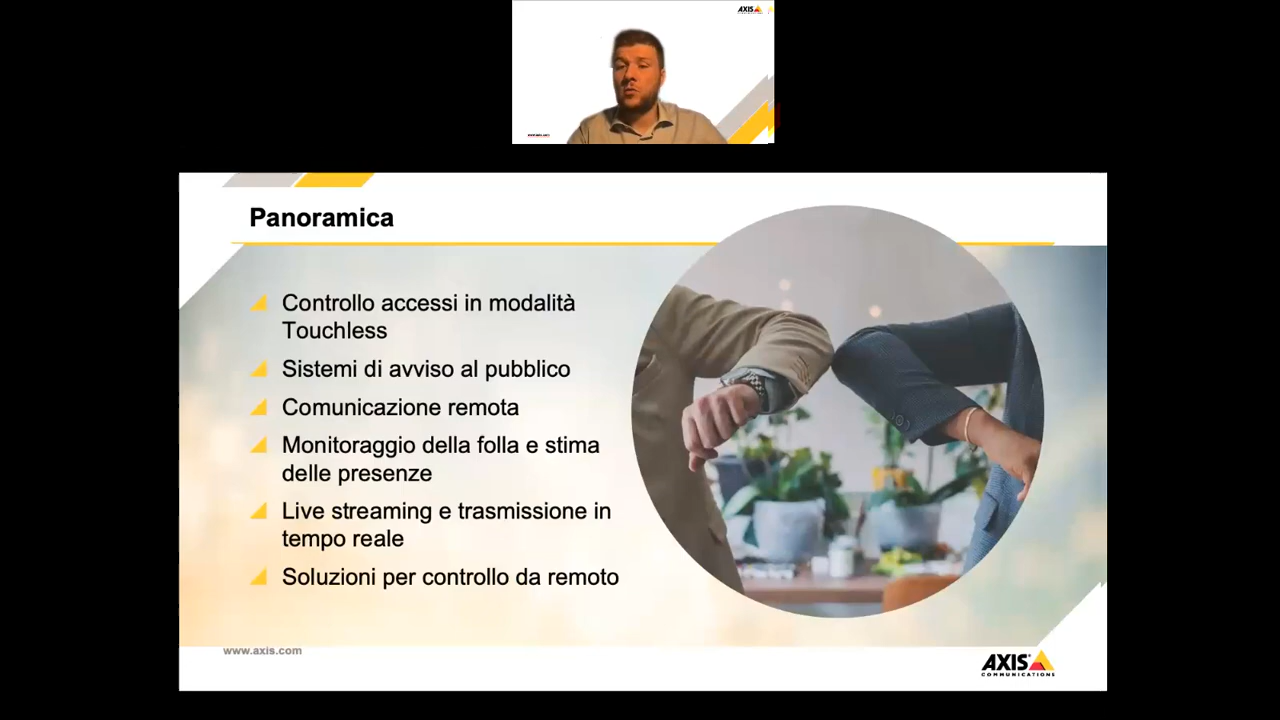 AXIS
Panoramica
Controllo accessi in modalità
Touchless
Sistemi di avviso al pubblico
Comunicazione remota
Monitoraggio della folla e stima
delle presenze
Live streaming e trasmissione in
tempo reale
Soluzioni per controllo da remoto
www.axis.com
AXIS
COMMUNICATIONS